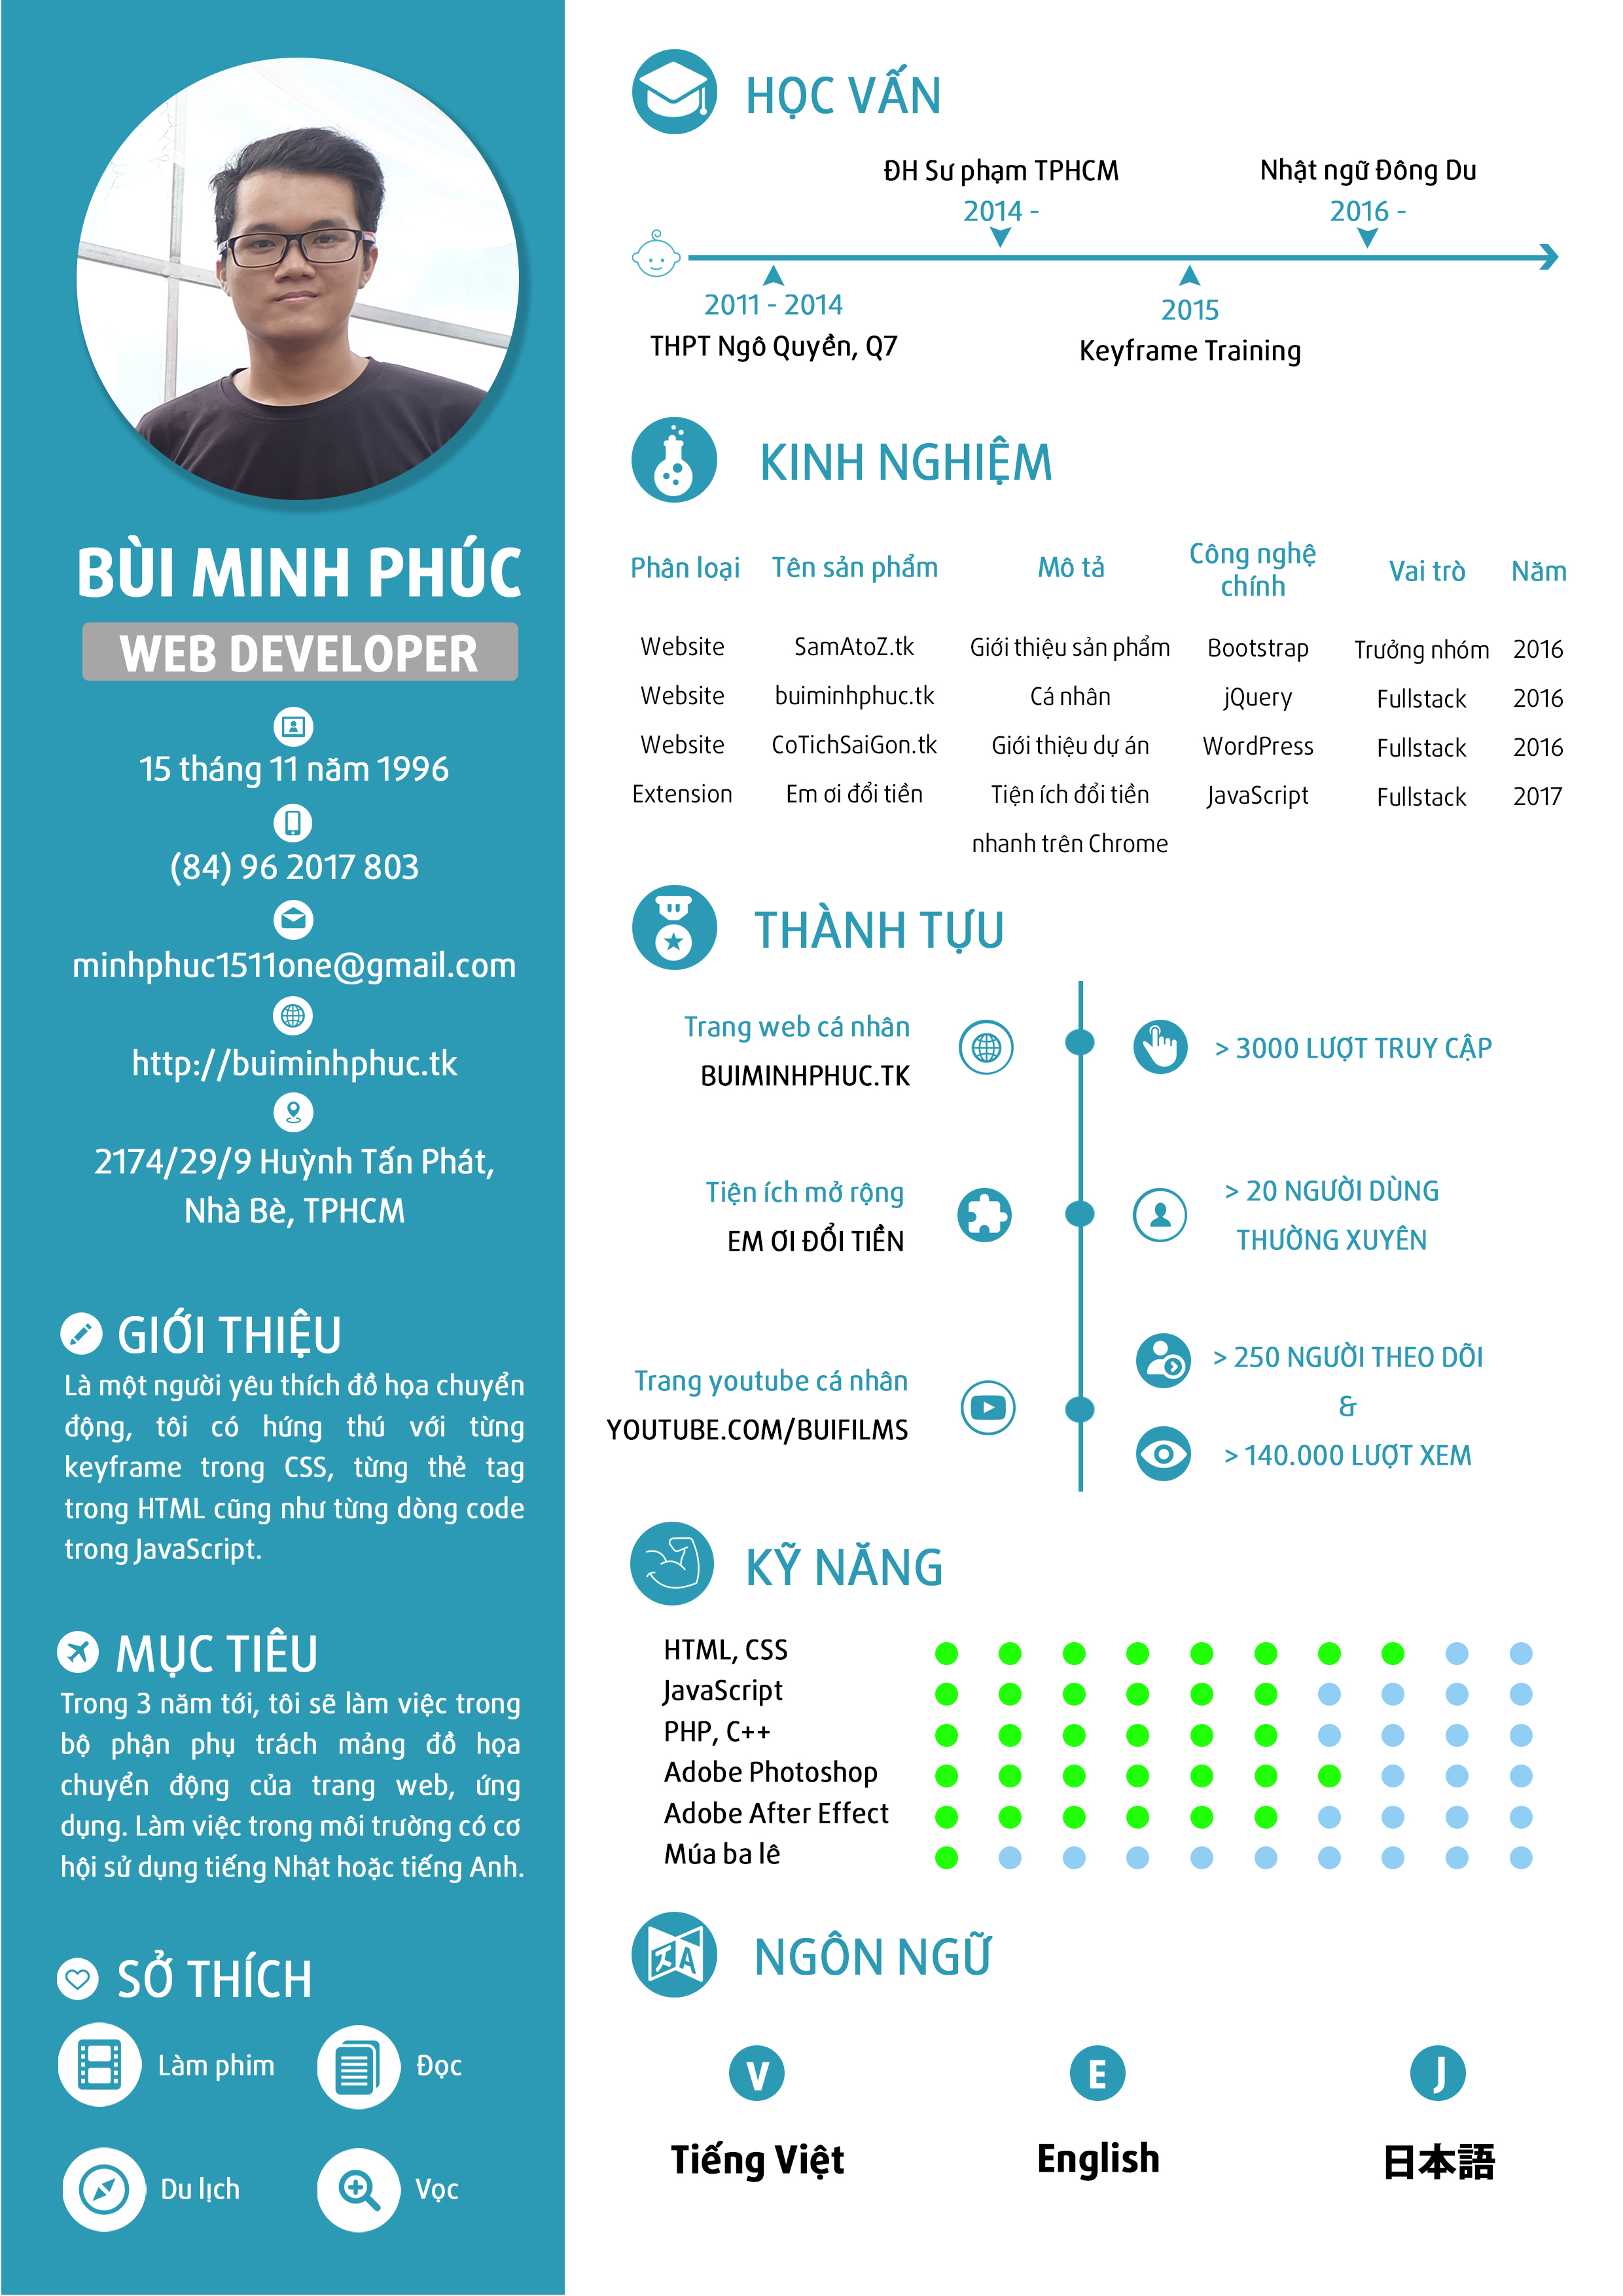 BÙI MINH PHÚC
WEB DEVELOPER
15 tháng 11 năm 1996
(84) 96 2017 803
minhphuc1511one@gmail.com
http://buiminhphuc.tk
2174/29/9 Huỳnh Tấn Phát,
Nhà Bè, TPHCM
GIỚI THIỆU
Là một người yêu thích đồ họa chuyển
động, tôi có hứng thú với từng
keyframe trong CSS, từng thẻ tag
trong HTML cũng như từng dòng code
trong JavaScript.
MỤC TIÊU
Trong 3 năm tới, tôi sẽ làm việc trong
bộ phận phụ trách mảng đồ họa
chuyển động của trang web, ứng
dụng. Làm việc trong môi trường có cơ
hội sử dụng tiếng Nhật hoặc tiếng Anh.
SỞ THÍCH
Làm phim Đọc
Du lịch Vọc
HỌC VẤN
ĐH Sư phạm TPHCM Nhật ngữ Đông Du
2014 - 2016 -
2011 - 2014 2015
THPT Ngô Quyền, Q7 Keyframe Training
KINH NGHIỆM
Phân loại Tên sản phẩm Mô tả Công nghệ chính Vai trò Năm
Website SamAtoZ.tk Giới thiệu sản phẩm Bootstrap Trưởng nhóm 2016
Website buiminhphuc.tk Cá nhân jQuery Fullstack 2016
Website CoTichSaiGon.tk Giới thiệu dự án WordPress Fullstack 2016
Extension Em ơi đổi tiền Tiện ích đổi tiền JavaScript Fullstack 2017
nhanh trên Chrome
THÀNH TỰU
Trang web cá nhân
BUIMINHPHUC.TK
> 3000 LƯỢT TRUY CẬP
Tiện ích mở rộng
EM ƠI ĐỔI TIỀN
> 20 NGƯỜI DÙNG
THƯỜNG XUYÊN
Trang youtube cá nhân
YOUTUBE.COM/BUIFILMS
> 250 NGƯỜI THEO DÕI
&
> 140.000 LƯỢT XEM
KỸ NĂNG
HTML, CSS
JavaScript
PHP, C++
Adobe Photoshop
Adobe After Effect
Múa ba lê
NGÔN NGỮ
V E J
Tiếng Việt English 日本語